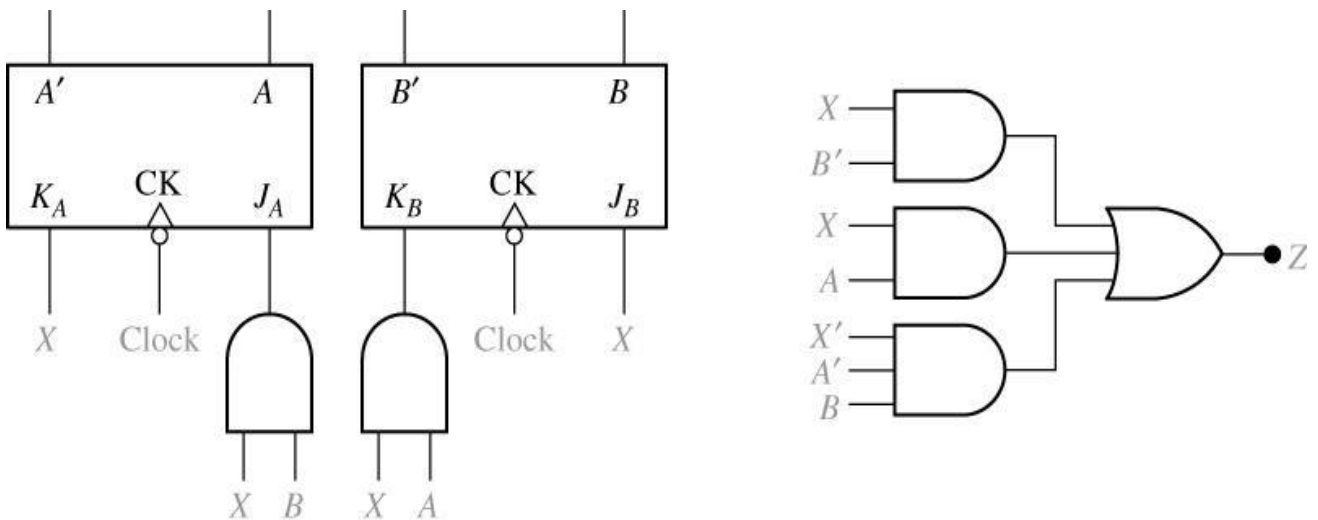 A′ A B′ B
K_A CK J_A K_B CK J_B
X Clock Clock X
X B X A
X
B′
X
A
X′
A′
B
Z